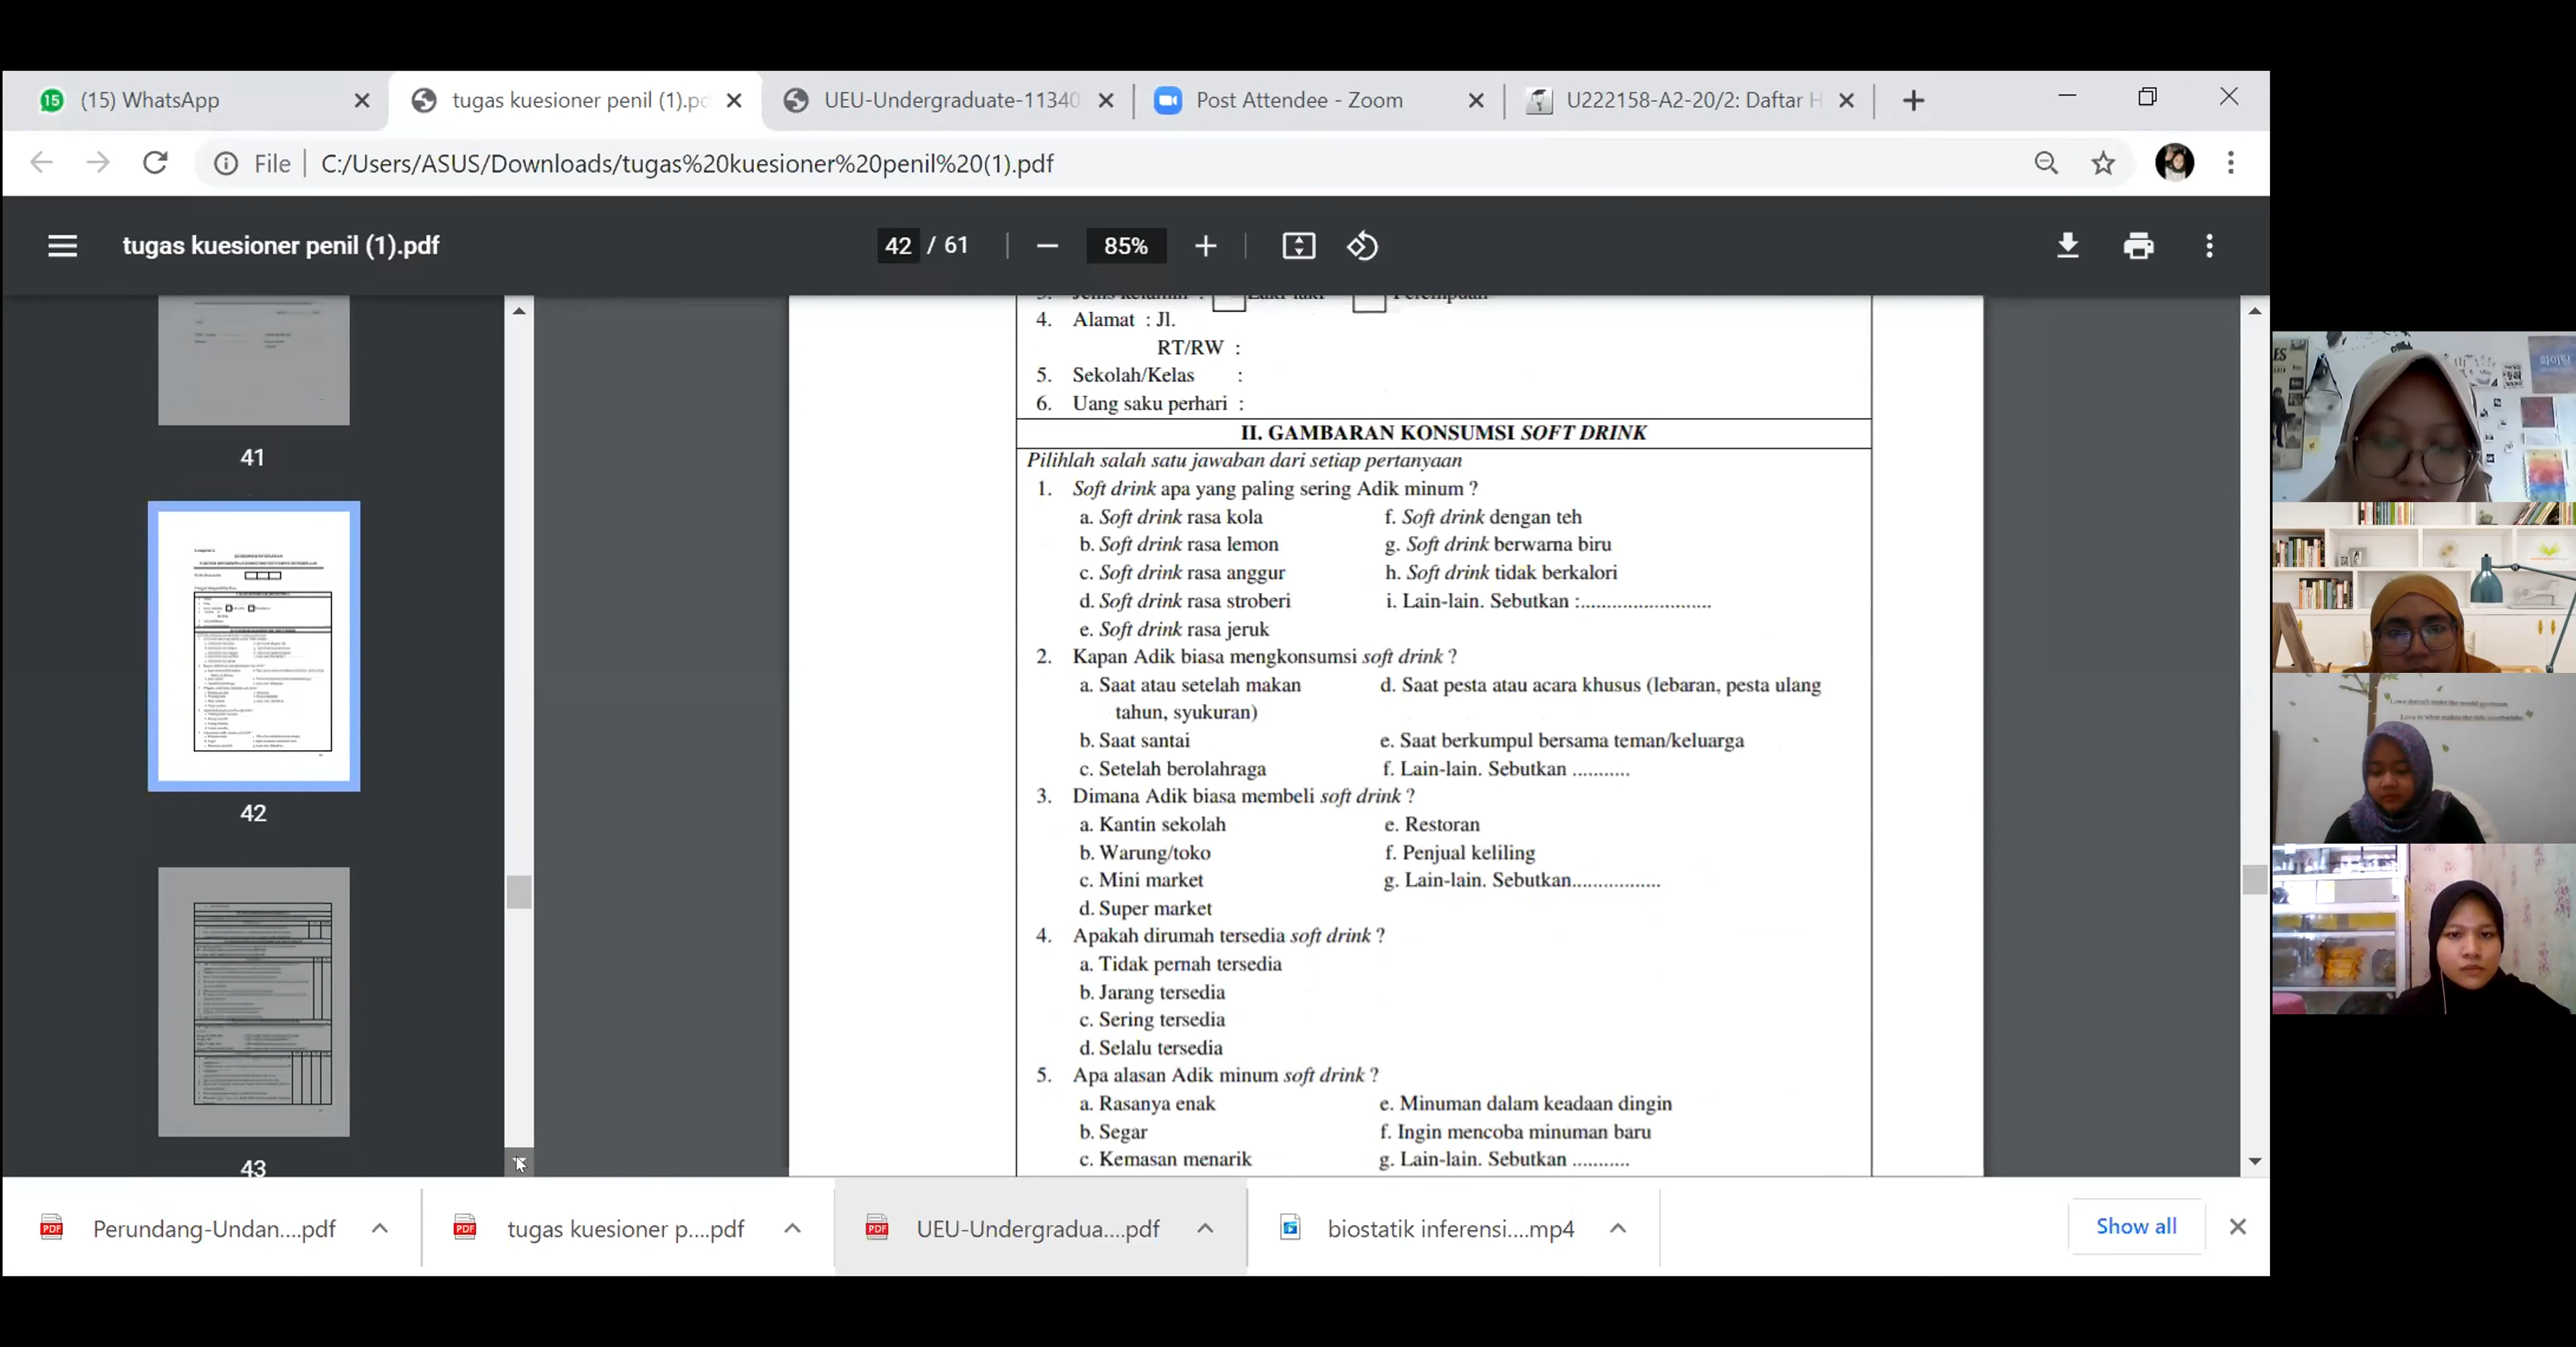 15 (15) WhatsApp
tugas kuesioner penil (1).pd
UEU-Undergraduate-11340
Post Attendee - Zoom
U222158-A2-20/2: Daftar H
File C:/Users/ASUS/Downloads/tugas%20kuesioner%20penil%20(1).pdf
tugas kuesioner penil (1).pdf
42 / 61
85%
41
42
43
3. Jenis kelamin : Laki-laki Perempuan
4. Alamat : Jl.
RT/RW :
5. Sekolah/Kelas :
6. Uang saku perhari :
II. GAMBARAN KONSUMSI SOFT DRINK
Pilihlah salah satu jawaban dari setiap pertanyaan
1. Soft drink apa yang paling sering Adik minum ?
a. Soft drink rasa kola f. Soft drink dengan teh
b. Soft drink rasa lemon g. Soft drink berwarna biru
c. Soft drink rasa anggur h. Soft drink tidak berkalori
d. Soft drink rasa stroberi i. Lain-lain. Sebutkan :........................
e. Soft drink rasa jeruk
2. Kapan Adik biasa mengkonsumsi soft drink ?
a. Saat atau setelah makan d. Saat pesta atau acara khusus (lebaran, pesta ulang
tahun, syukuran)
b. Saat santai e. Saat berkumpul bersama teman/keluarga
c. Setelah berolahraga f. Lain-lain. Sebutkan ...........
3. Dimana Adik biasa membeli soft drink ?
a. Kantin sekolah e. Restoran
b. Warung/toko f. Penjual keliling
c. Mini market g. Lain-lain. Sebutkan.................
d. Super market
4. Apakah dirumah tersedia soft drink ?
a. Tidak pernah tersedia
b. Jarang tersedia
c. Sering tersedia
d. Selalu tersedia
5. Apa alasan Adik minum soft drink ?
a. Rasanya enak e. Minuman dalam keadaan dingin
b. Segar f. Ingin mencoba minuman baru
c. Kemasan menarik g. Lain-lain. Sebutkan ...........
Perundang-Undan....pdf
tugas kuesioner p....pdf
UEU-Undergradua....pdf
biostatik inferensi....mp4
Show all